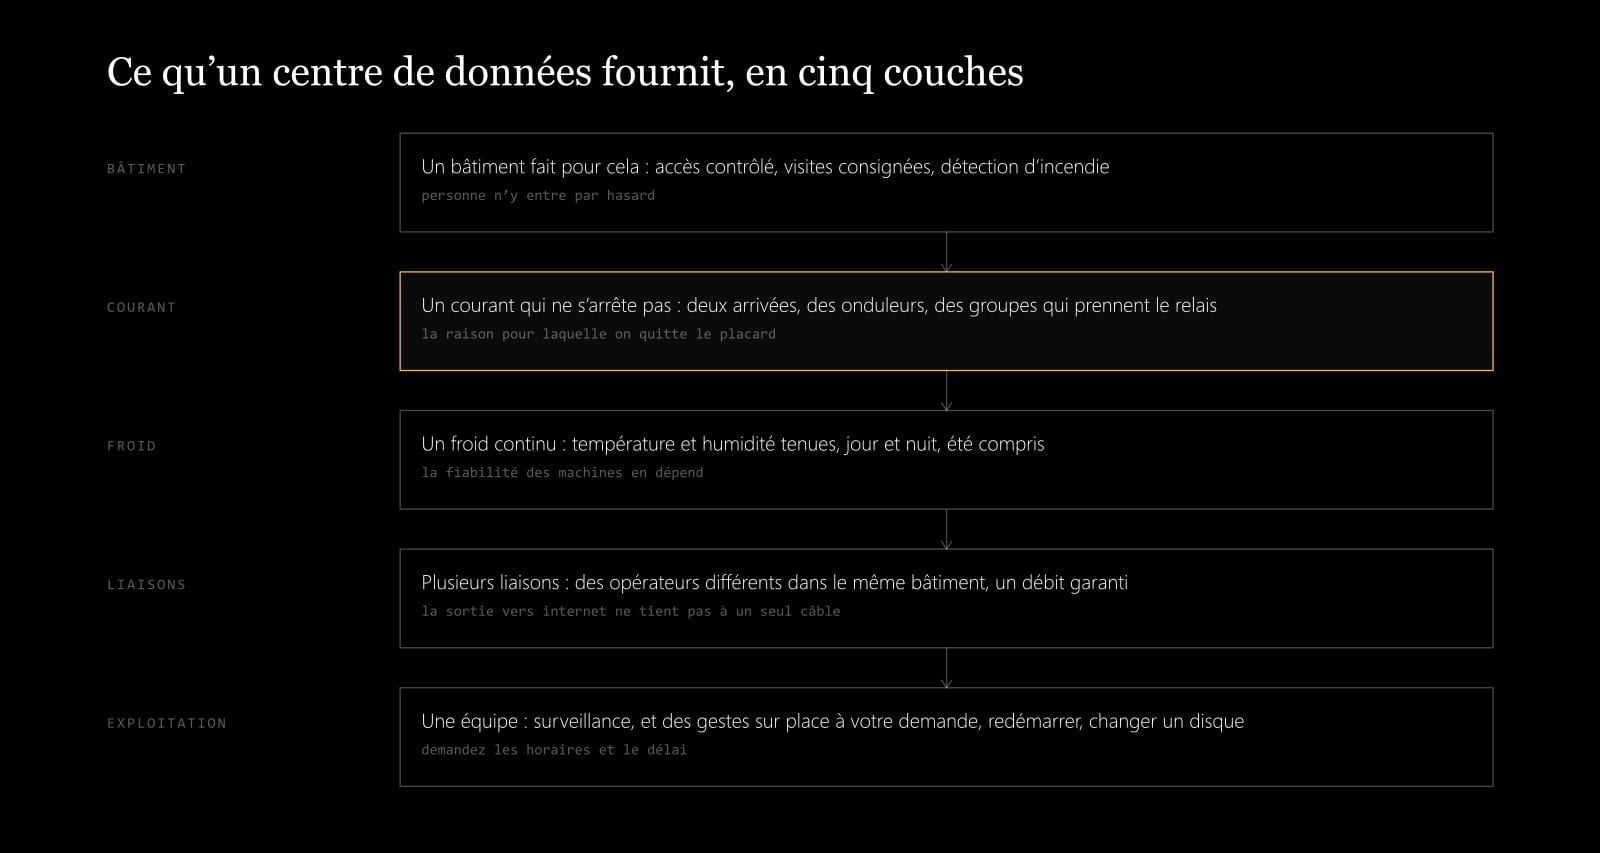 Ce qu’un centre de données fournit, en cinq couches
BÂTIMENT
Un bâtiment fait pour cela : accès contrôlé, visites consignées, détection d’incendie
personne n’y entre par hasard
COURANT
Un courant qui ne s’arrête pas : deux arrivées, des onduleurs, des groupes qui prennent le relais
la raison pour laquelle on quitte le placard
FROID
Un froid continu : température et humidité tenues, jour et nuit, été compris
la fiabilité des machines en dépend
LIAISONS
Plusieurs liaisons : des opérateurs différents dans le même bâtiment, un débit garanti
la sortie vers internet ne tient pas à un seul câble
EXPLOITATION
Une équipe : surveillance, et des gestes sur place à votre demande, redémarrer, changer un disque
demandez les horaires et le délai